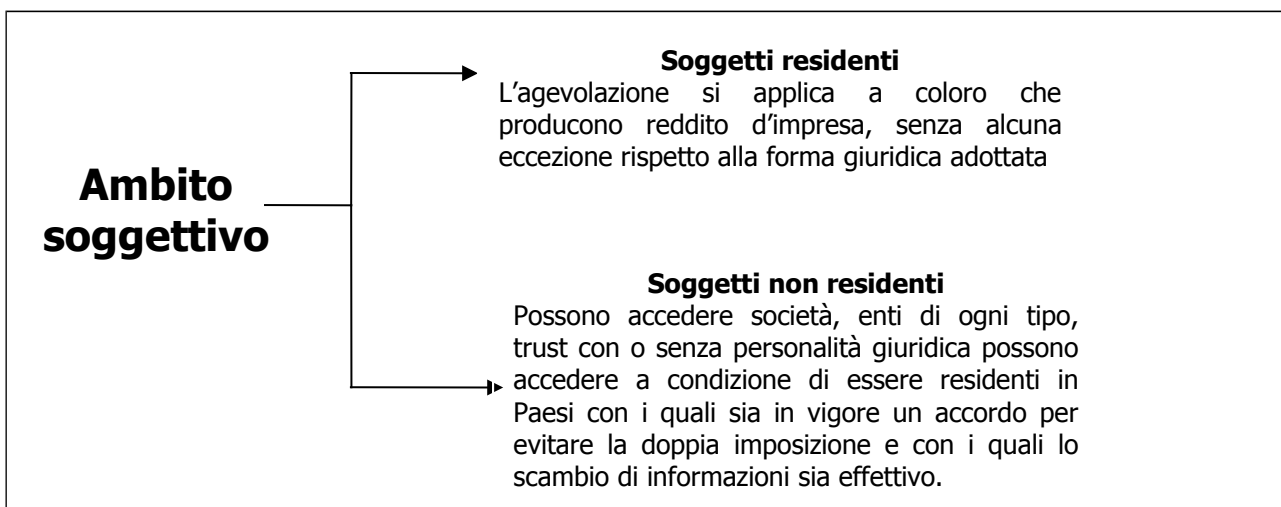 Ambito
soggettivo
Soggetti residenti
L’agevolazione si applica a coloro che
producono reddito d’impresa, senza alcuna
eccezione rispetto alla forma giuridica adottata
Soggetti non residenti
Possono accedere società, enti di ogni tipo,
trust con o senza personalità giuridica possono
accedere a condizione di essere residenti in
Paesi con i quali sia in vigore un accordo per
evitare la doppia imposizione e con i quali lo
scambio di informazioni sia effettivo.